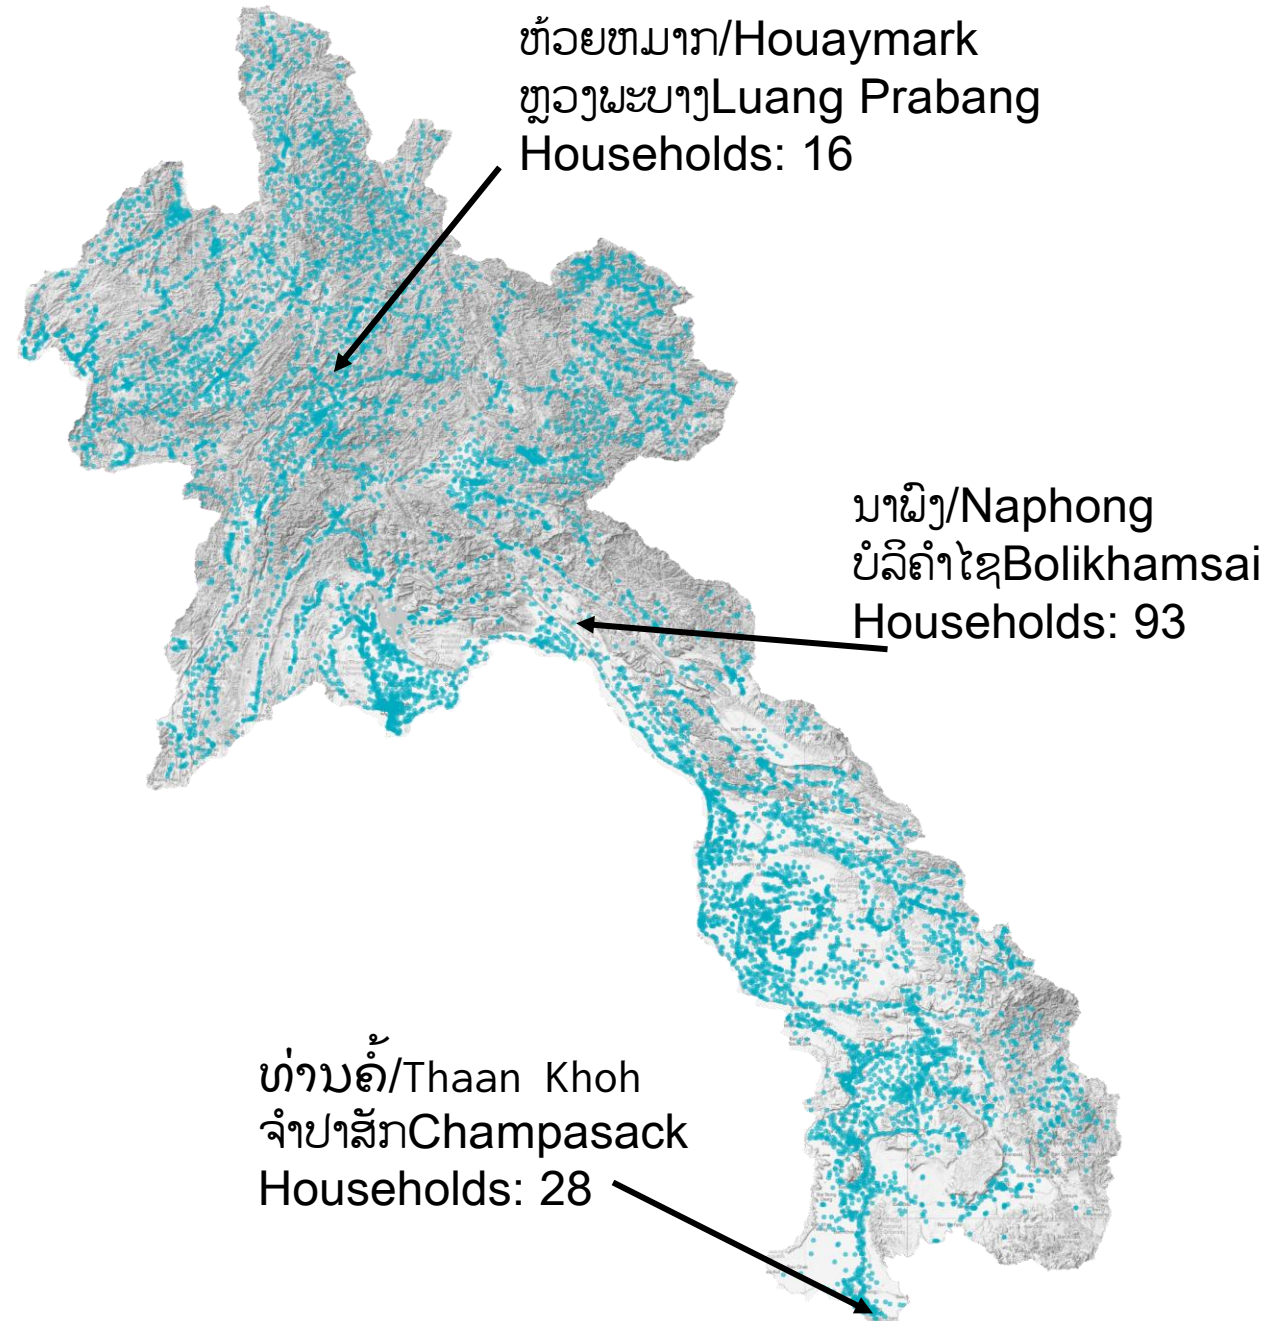 ຫ້ວຍຫມາກ/Houaymark
ຫຼວງພະບາງLuang Prabang
Households: 16
ນາພົງ/Naphong
ບໍລິຄຳໄຊBolikhamsai
Households: 93
ທ່ານຄໍ້/Thaan Khoh
ຈຳປາສັກChampasack
Households: 28